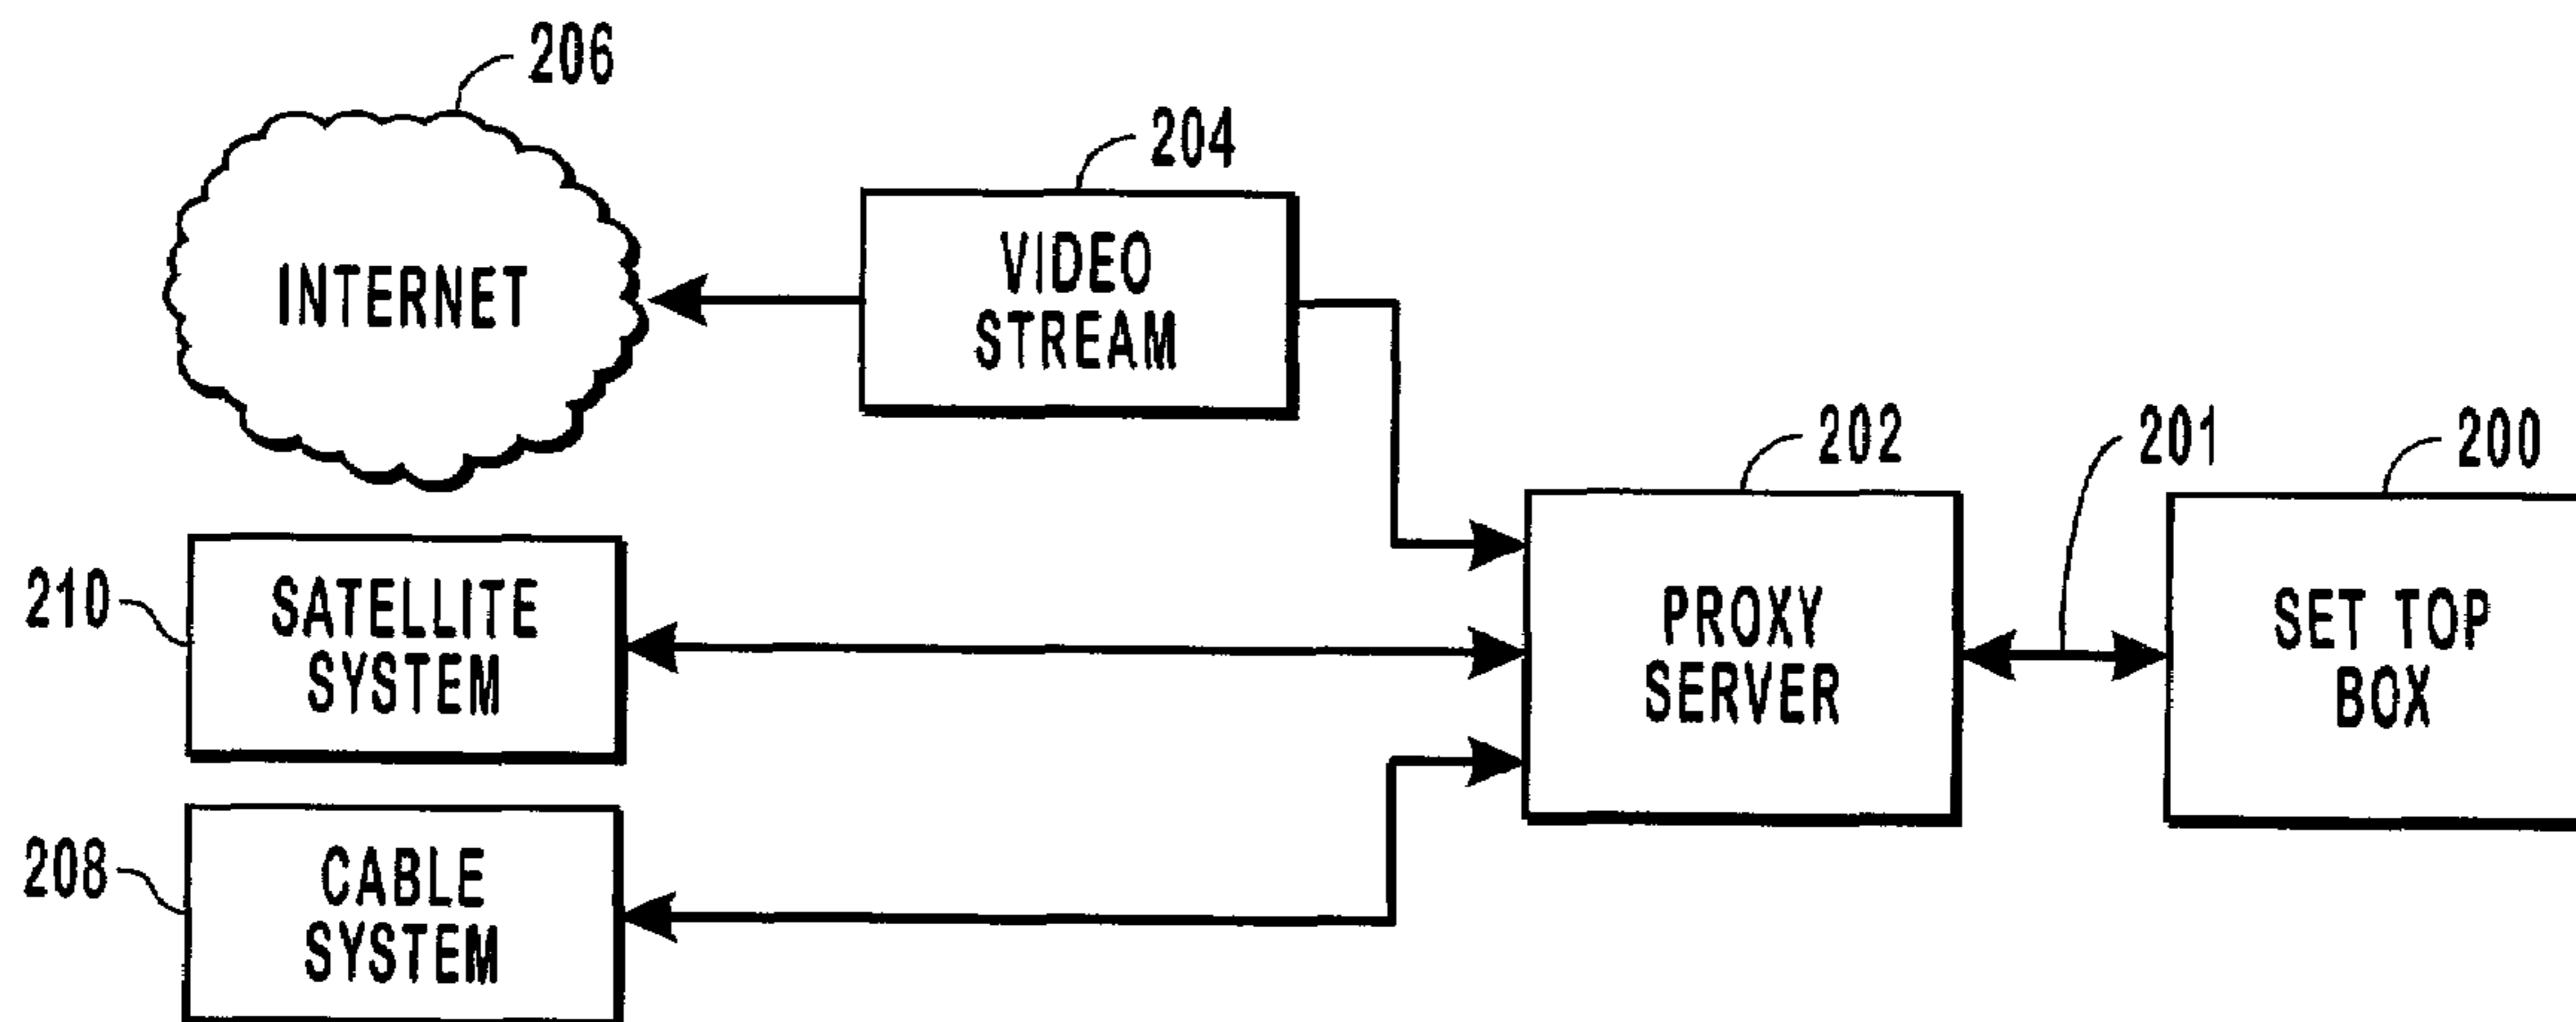 206
204
INTERNET
VIDEO
STREAM
202
201
200
210
SATELLITE
SYSTEM
PROXY
SERVER
SET TOP
BOX
208
CABLE
SYSTEM